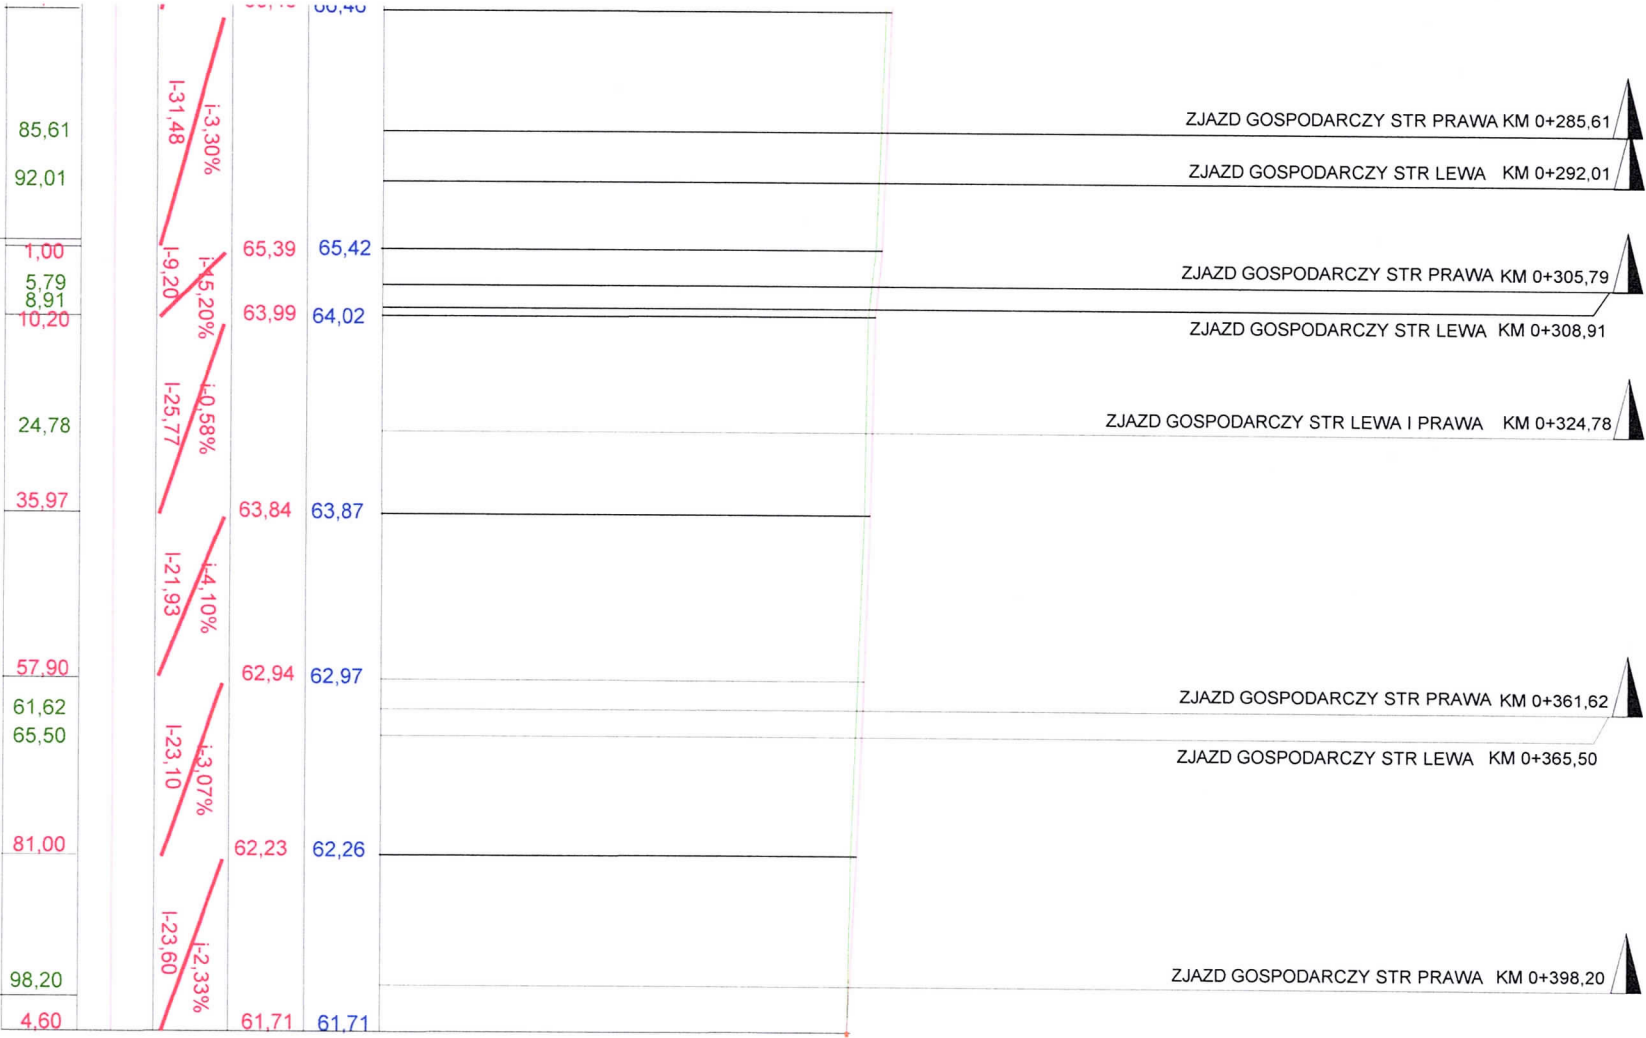 66,46
l-31,48
i-3,30%
85,61
ZJAZD GOSPODARCZY STR PRAWA KM 0+285,61
92,01
ZJAZD GOSPODARCZY STR LEWA KM 0+292,01
1,00
65,39
65,42
l-9,20
i-15,20%
5,79
ZJAZD GOSPODARCZY STR PRAWA KM 0+305,79
8,91
10,20
63,99
64,02
ZJAZD GOSPODARCZY STR LEWA KM 0+308,91
l-25,77
i-0,58%
24,78
ZJAZD GOSPODARCZY STR LEWA I PRAWA KM 0+324,78
35,97
63,84
63,87
l-21,93
i-4,10%
57,90
62,94
62,97
61,62
ZJAZD GOSPODARCZY STR PRAWA KM 0+361,62
65,50
ZJAZD GOSPODARCZY STR LEWA KM 0+365,50
l-23,10
i-3,07%
81,00
62,23
62,26
l-23,60
i-2,33%
98,20
ZJAZD GOSPODARCZY STR PRAWA KM 0+398,20
4,60
61,71
61,71